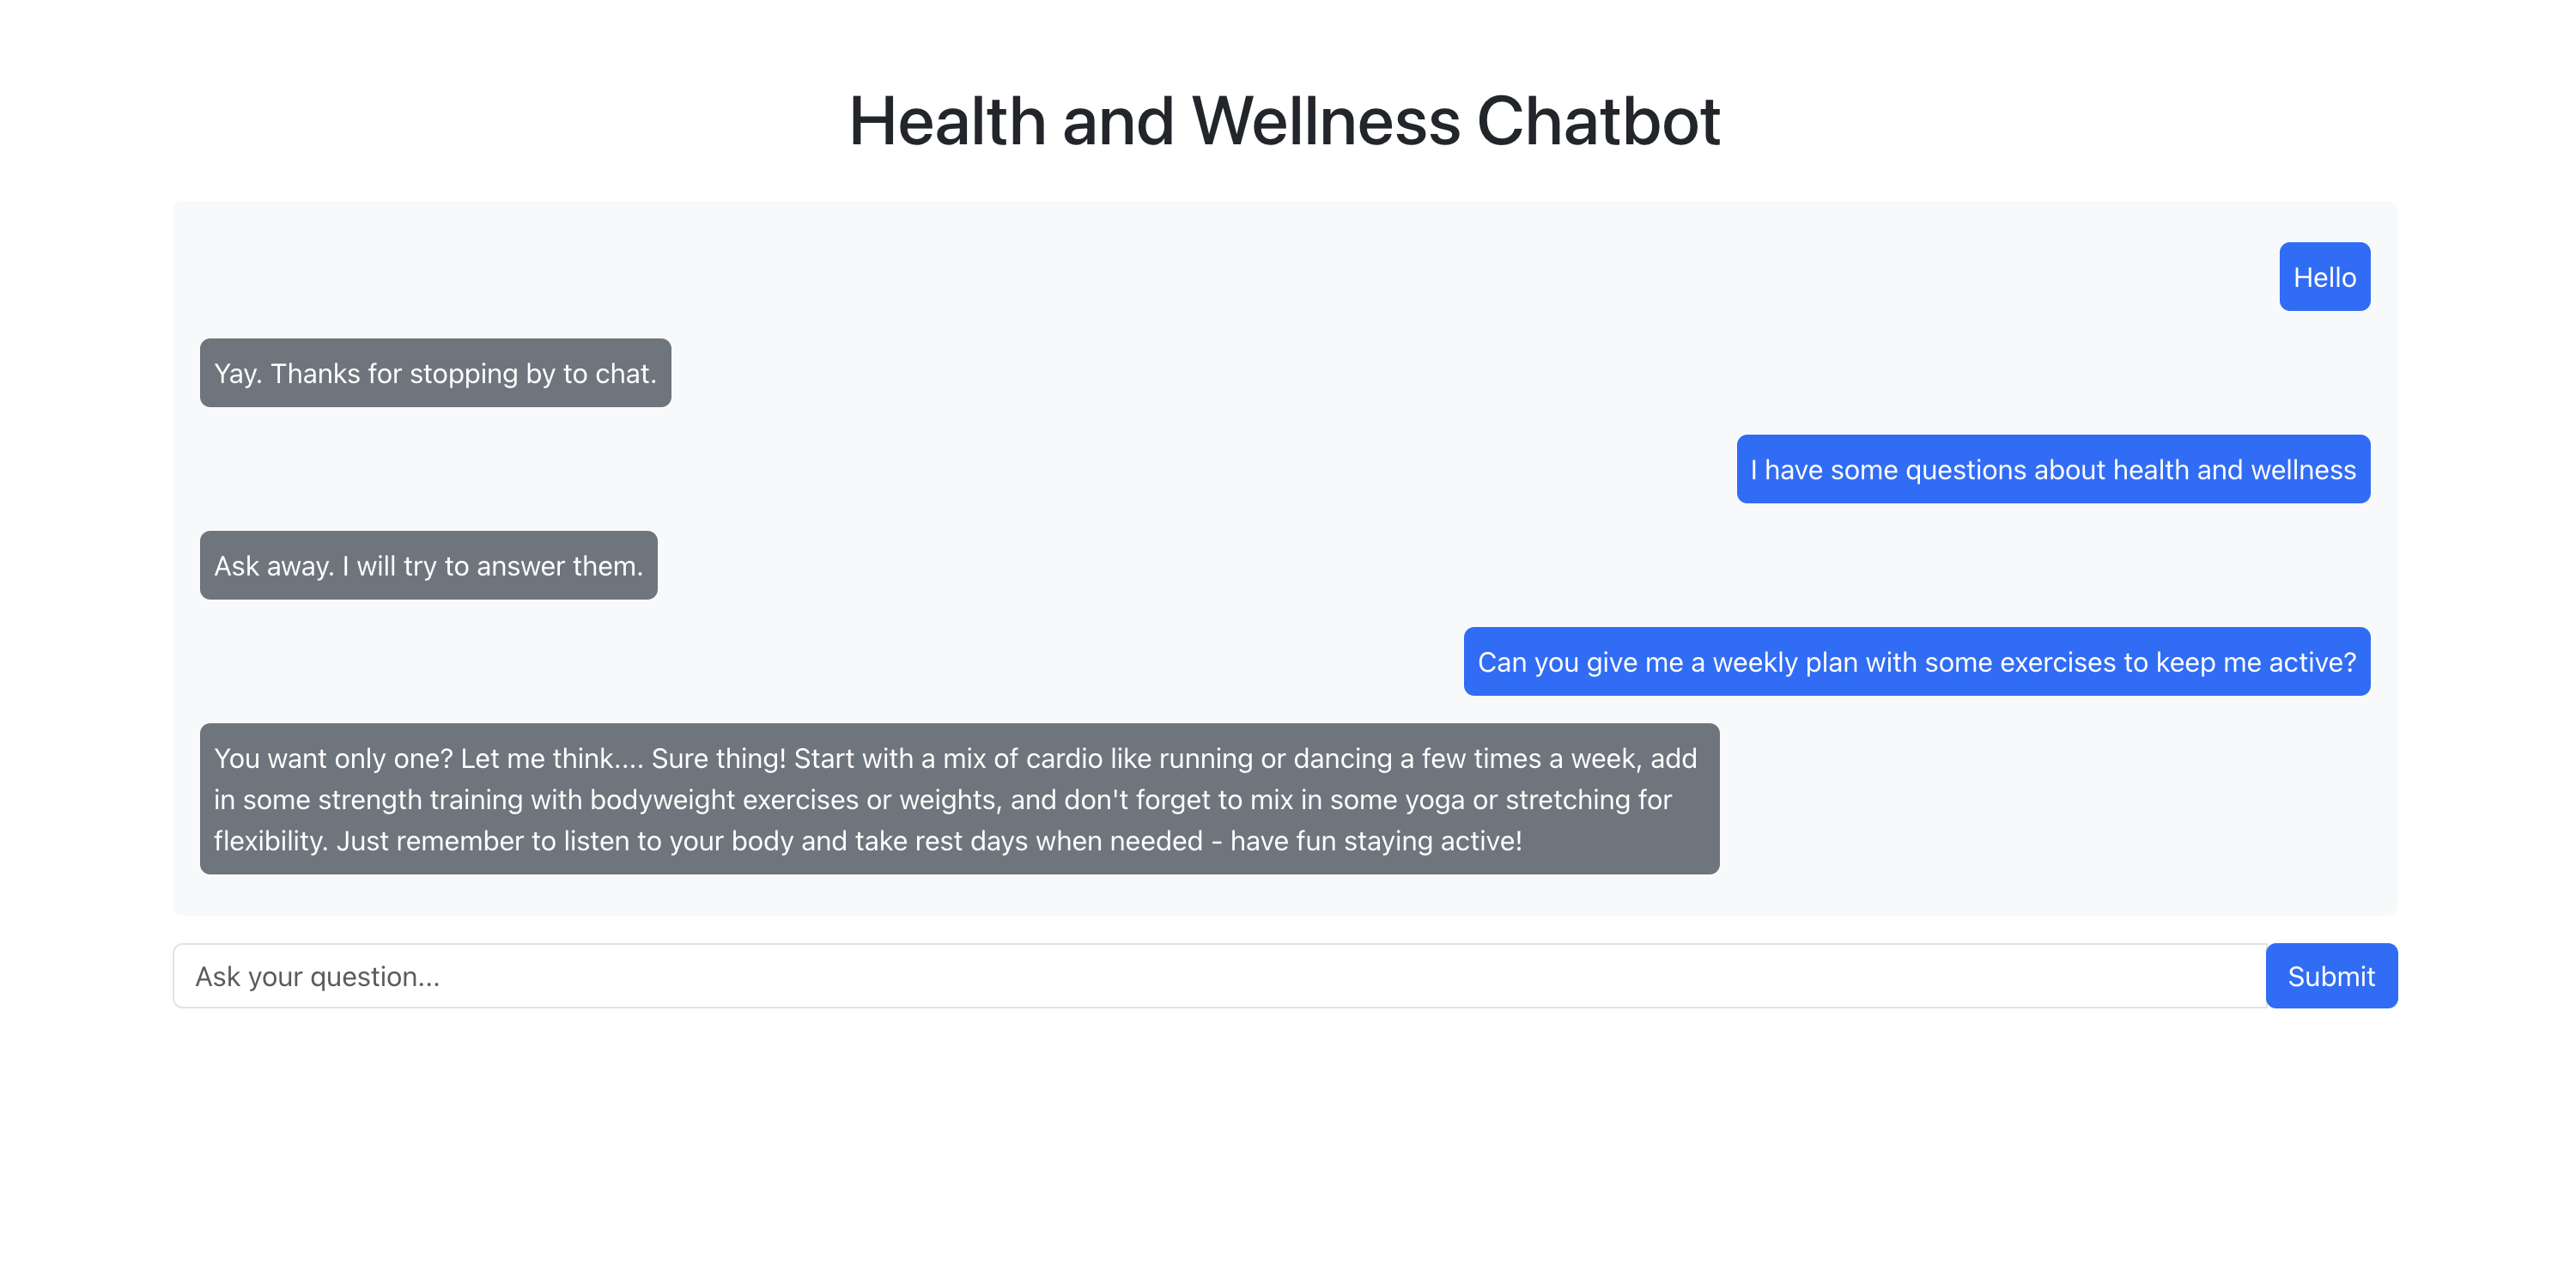 Health and Wellness Chatbot
Hello
Yay. Thanks for stopping by to chat.
I have some questions about health and wellness
Ask away. I will try to answer them.
Can you give me a weekly plan with some exercises to keep me active?
You want only one? Let me think.... Sure thing! Start with a mix of cardio like running or dancing a few times a week, add
in some strength training with bodyweight exercises or weights, and don't forget to mix in some yoga or stretching for
flexibility. Just remember to listen to your body and take rest days when needed - have fun staying active!
Ask your question...
Submit